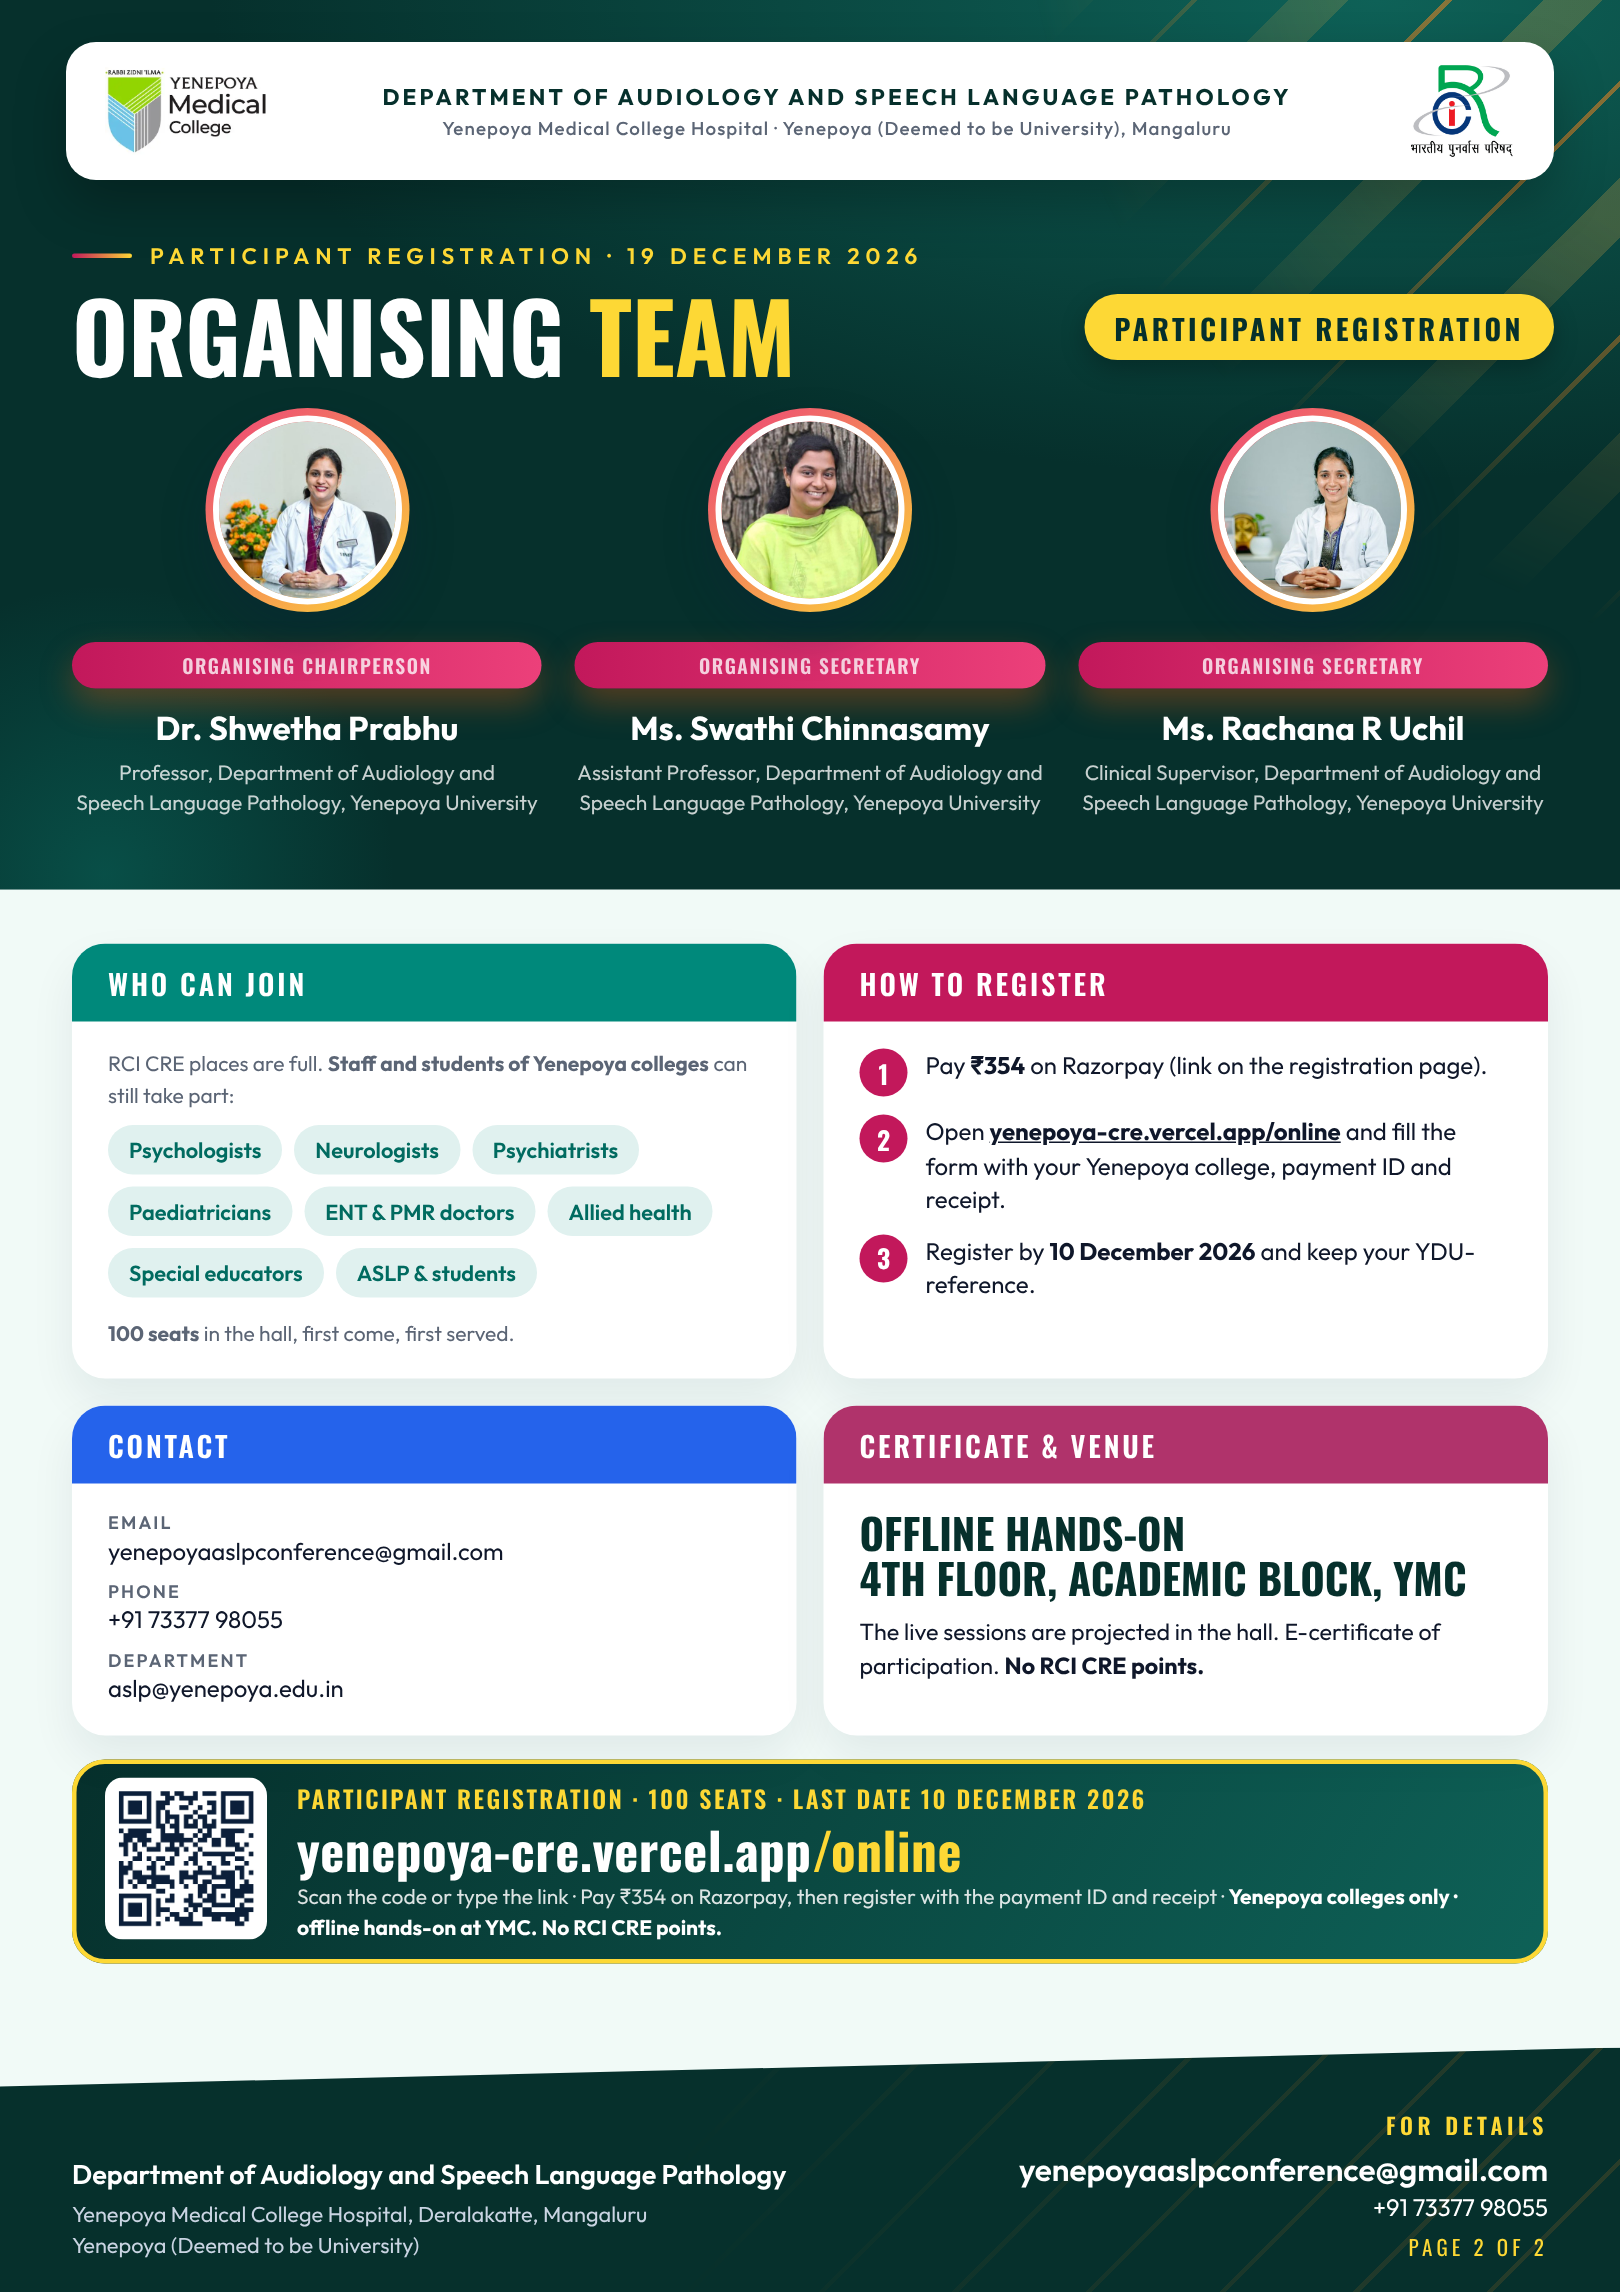 RABBI ZIDNI 'ILMA
YENEPOYA
Medical
College
DEPARTMENT OF AUDIOLOGY AND SPEECH LANGUAGE PATHOLOGY
Yenepoya Medical College Hospital · Yenepoya (Deemed to be University), Mangaluru
भारतीय पुनर्वास परिषद्
PARTICIPANT REGISTRATION · 19 DECEMBER 2026
ORGANISING TEAM
PARTICIPANT REGISTRATION
ORGANISING CHAIRPERSON
Dr. Shwetha Prabhu
Professor, Department of Audiology and
Speech Language Pathology, Yenepoya University
ORGANISING SECRETARY
Ms. Swathi Chinnasamy
Assistant Professor, Department of Audiology and
Speech Language Pathology, Yenepoya University
ORGANISING SECRETARY
Ms. Rachana R Uchil
Clinical Supervisor, Department of Audiology and
Speech Language Pathology, Yenepoya University
WHO CAN JOIN
RCI CRE places are full. Staff and students of Yenepoya colleges can
still take part:
Psychologists
Neurologists
Psychiatrists
Paediatricians
ENT & PMR doctors
Allied health
Special educators
ASLP & students
100 seats in the hall, first come, first served.
HOW TO REGISTER
1 Pay ₹354 on Razorpay (link on the registration page).
2 Open yenepoya-cre.vercel.app/online and fill the
form with your Yenepoya college, payment ID and
receipt.
3 Register by 10 December 2026 and keep your YDU-
reference.
CONTACT
EMAIL
yenepoyaaslpconference@gmail.com
PHONE
+91 73377 98055
DEPARTMENT
aslp@yenepoya.edu.in
CERTIFICATE & VENUE
OFFLINE HANDS-ON
4TH FLOOR, ACADEMIC BLOCK, YMC
The live sessions are projected in the hall. E-certificate of
participation. No RCI CRE points.
PARTICIPANT REGISTRATION · 100 SEATS · LAST DATE 10 DECEMBER 2026
yenepoya-cre.vercel.app/online
Scan the code or type the link · Pay ₹354 on Razorpay, then register with the payment ID and receipt · Yenepoya colleges only ·
offline hands-on at YMC. No RCI CRE points.
Department of Audiology and Speech Language Pathology
Yenepoya Medical College Hospital, Deralakatte, Mangaluru
Yenepoya (Deemed to be University)
FOR DETAILS
yenepoyaaslpconference@gmail.com
+91 73377 98055
PAGE 2 OF 2